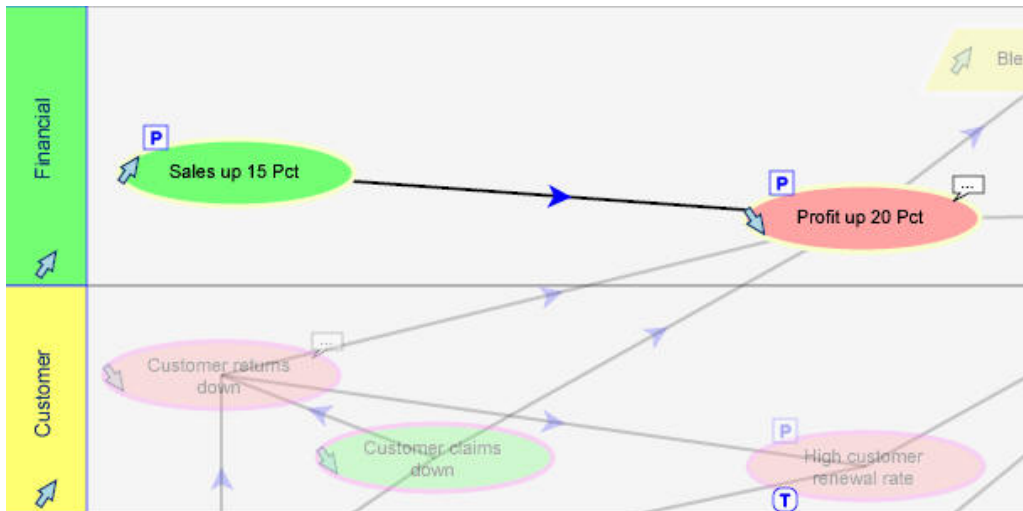 Financial
P
Sales up 15 Pct
P
...
Profit up 20 Pct
Ble
Customer
...
Customer returns
down
Customer claims
down
P
High customer
renewal rate
T